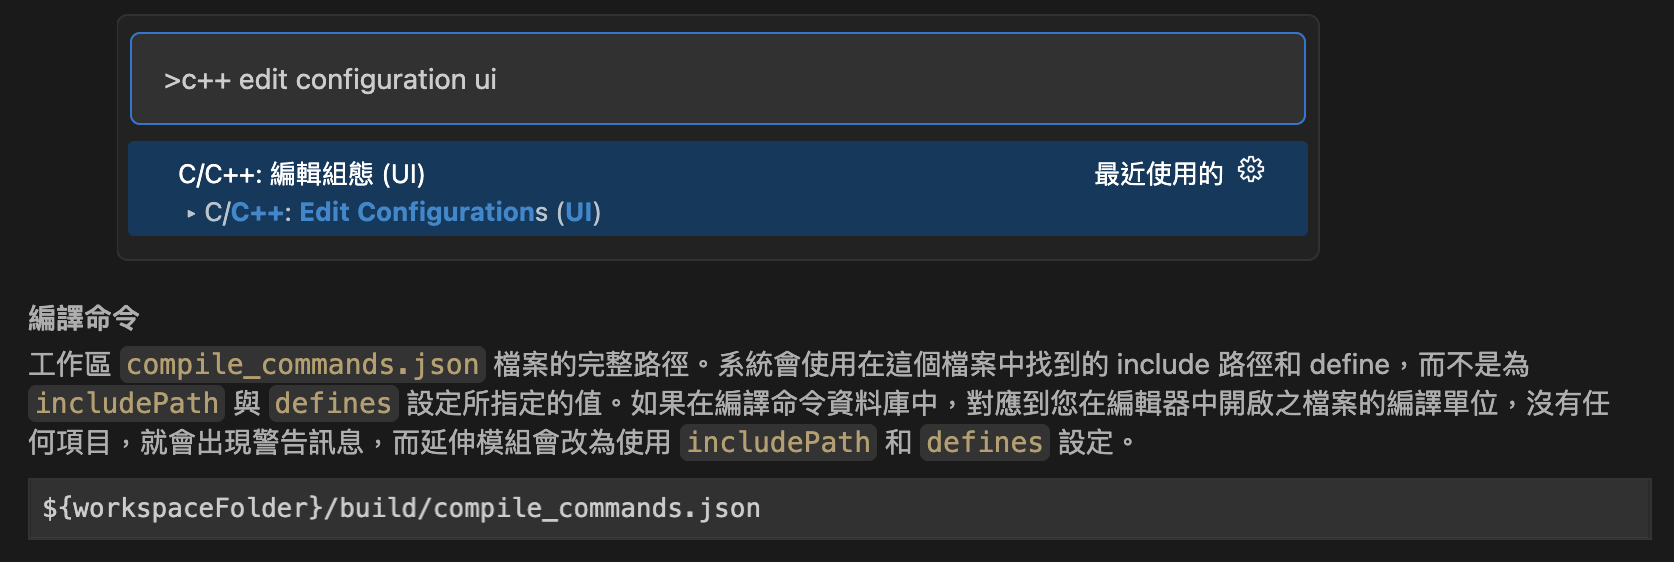 >c++ edit configuration ui
C/C++: 編輯組態 (UI) 最近使用的
▸ C/C++: Edit Configurations (UI)
編譯命令
工作區 compile_commands.json 檔案的完整路徑。系統會使用在這個檔案中找到的 include 路徑和 define，而不是為
includePath 與 defines 設定所指定的值。如果在編譯命令資料庫中，對應到您在編輯器中開啟之檔案的編譯單位，沒有任
何項目，就會出現警告訊息，而延伸模組會改為使用 includePath 和 defines 設定。
${workspaceFolder}/build/compile_commands.json